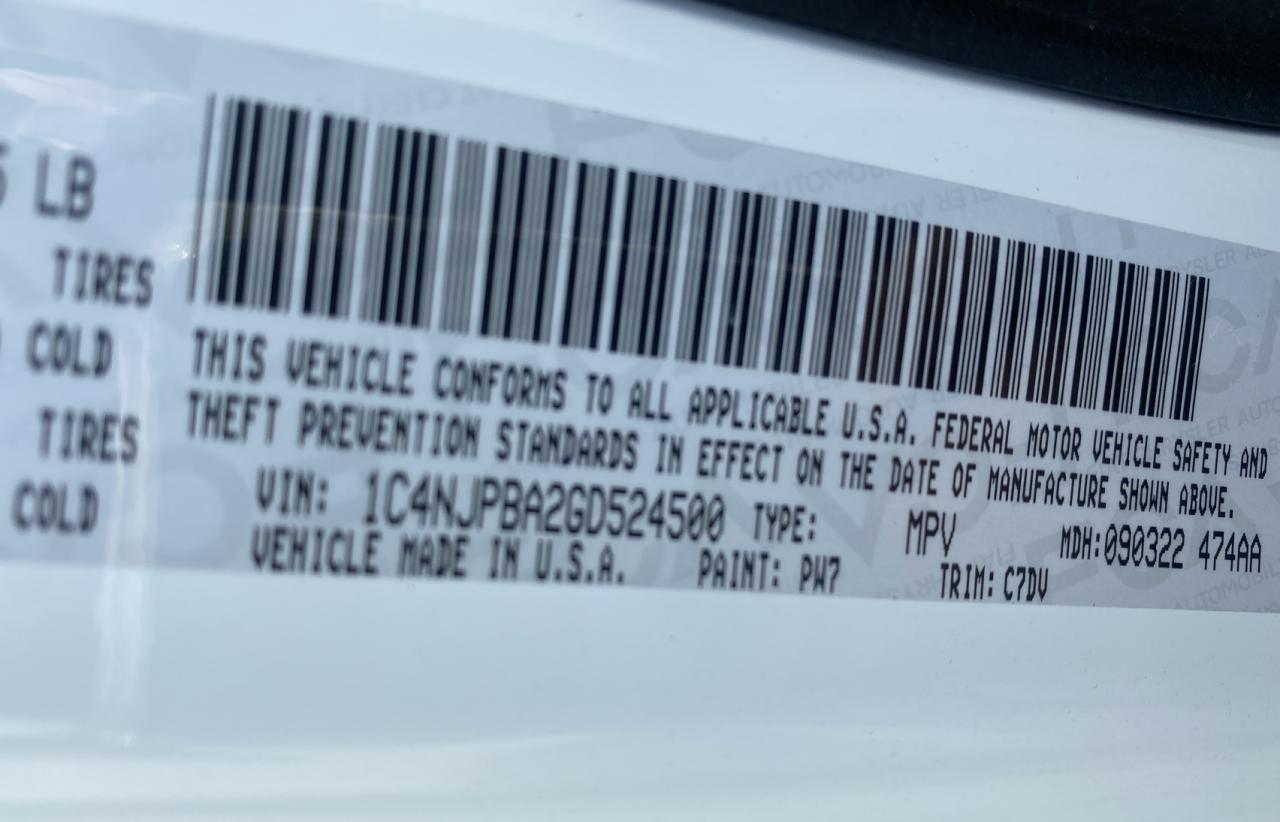 LB
TIRES
COLD
TIRES
COLD
THIS VEHICLE CONFORMS TO ALL APPLICABLE U.S.A. FEDERAL MOTOR VEHICLE SAFETY AND
THEFT PREVENTION STANDARDS IN EFFECT ON THE DATE OF MANUFACTURE SHOWN ABOVE.
VIN: 1C4NJPBA2GD524500 TYPE: MPV MDH:090322 474AA
VEHICLE MADE IN U.S.A. PAINT: PW7 TRIM: C7DV